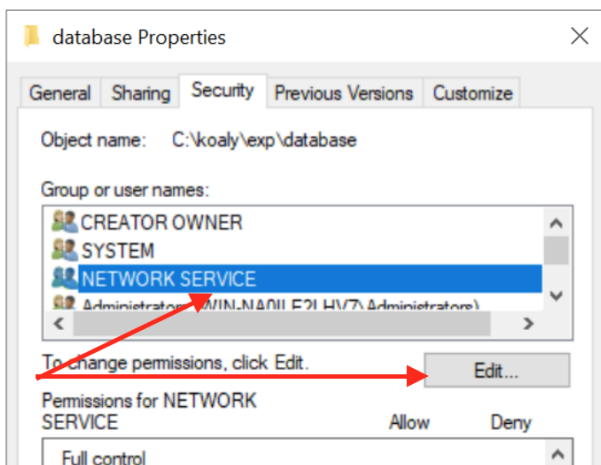 database Properties
General Sharing Security Previous Versions Customize
Object name: C:\koaly\exp\database
Group or user names:
CREATOR OWNER
SYSTEM
NETWORK SERVICE
Administrators
To change permissions, click Edit.
Edit...
Permissions for NETWORK
SERVICE Allow Deny
Full control